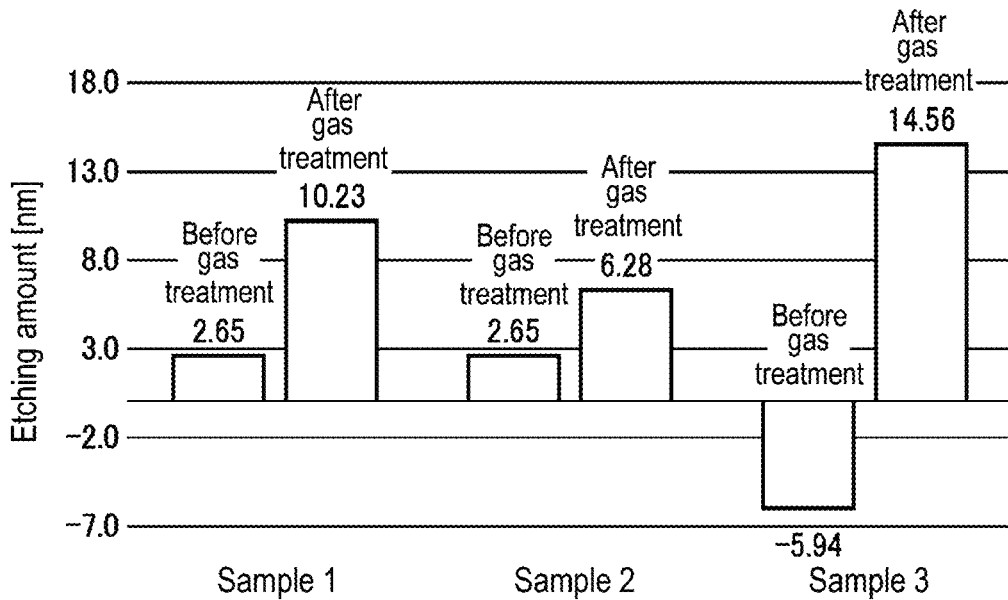 Etching amount [nm]
18.0
13.0
8.0
3.0
−2.0
−7.0
Before
gas
treatment
2.65
After
gas
treatment
10.23
Before
gas
treatment
2.65
After
gas
treatment
6.28
Before
gas
treatment
−5.94
After
gas
treatment
14.56
Sample 1
Sample 2
Sample 3